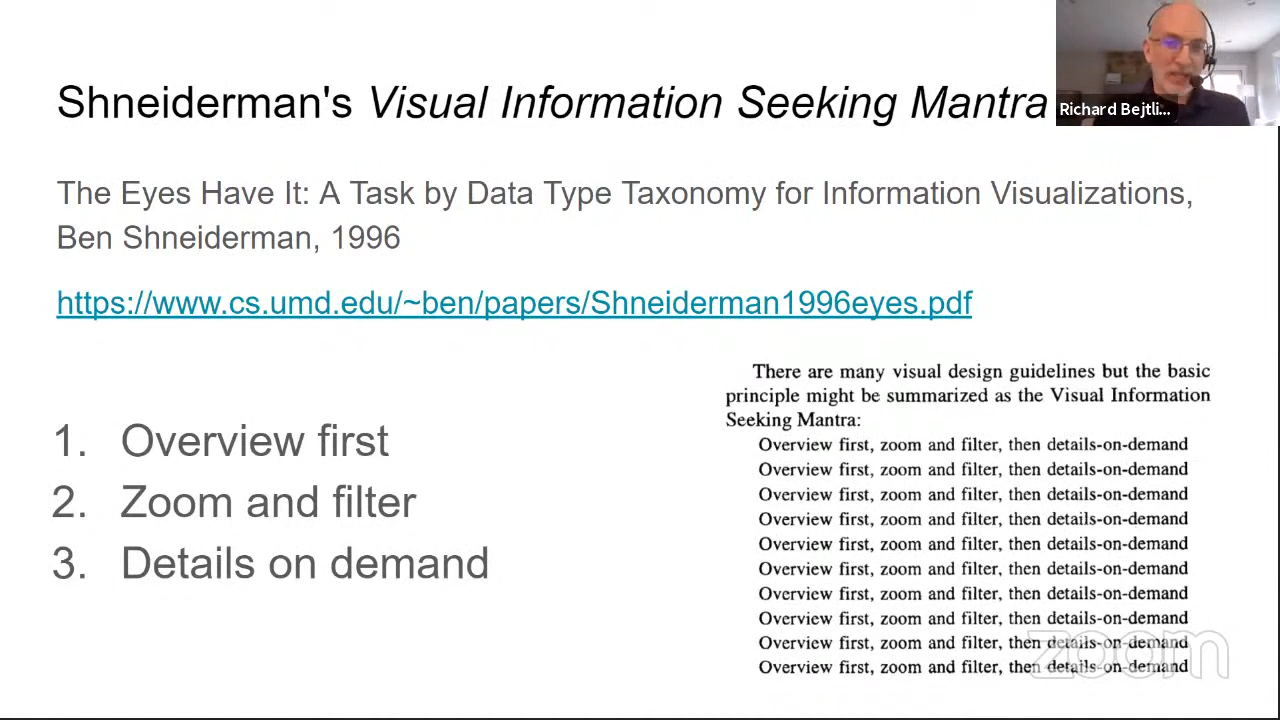 Shneiderman's Visual Information Seeking Mantra
Richard Bejtli...
The Eyes Have It: A Task by Data Type Taxonomy for Information Visualizations,
Ben Shneiderman, 1996
https://www.cs.umd.edu/~ben/papers/Shneiderman1996eyes.pdf
1. Overview first
2. Zoom and filter
3. Details on demand
There are many visual design guidelines but the basic
principle might be summarized as the Visual Information
Seeking Mantra:
Overview first, zoom and filter, then details-on-demand
Overview first, zoom and filter, then details-on-demand
Overview first, zoom and filter, then details-on-demand
Overview first, zoom and filter, then details-on-demand
Overview first, zoom and filter, then details-on-demand
Overview first, zoom and filter, then details-on-demand
Overview first, zoom and filter, then details-on-demand
Overview first, zoom and filter, then details-on-demand
Overview first, zoom and filter, then details-on-demand
Overview first, zoom and filter, then details-on-demand
zoom